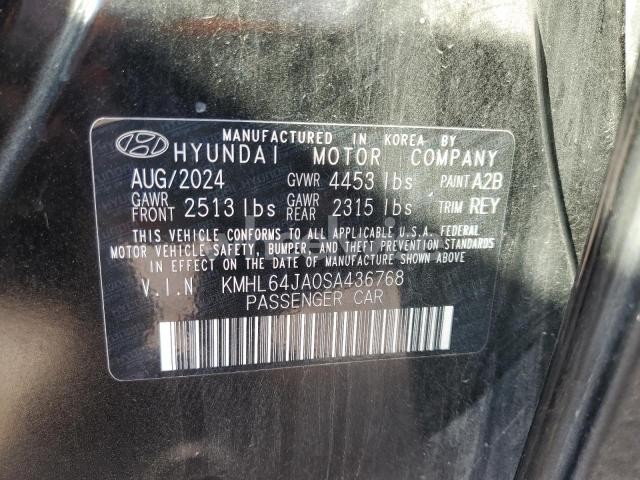 MANUFACTURED IN KOREA BY
HYUNDAI MOTOR COMPANY
AUG/2024 GVWR 4453 lbs PAINT A2B
GAWR FRONT 2513 lbs GAWR REAR 2315 lbs TRIM REY
THIS VEHICLE CONFORMS TO ALL APPLICABLE U.S.A. FEDERAL
MOTOR VEHICLE SAFETY, BUMPER, AND THEFT PREVENTION STANDARDS
IN EFFECT ON THE DATE OF MANUFACTURE SHOWN ABOVE.
V.I.N KMHL64JA0SA436768
PASSENGER CAR